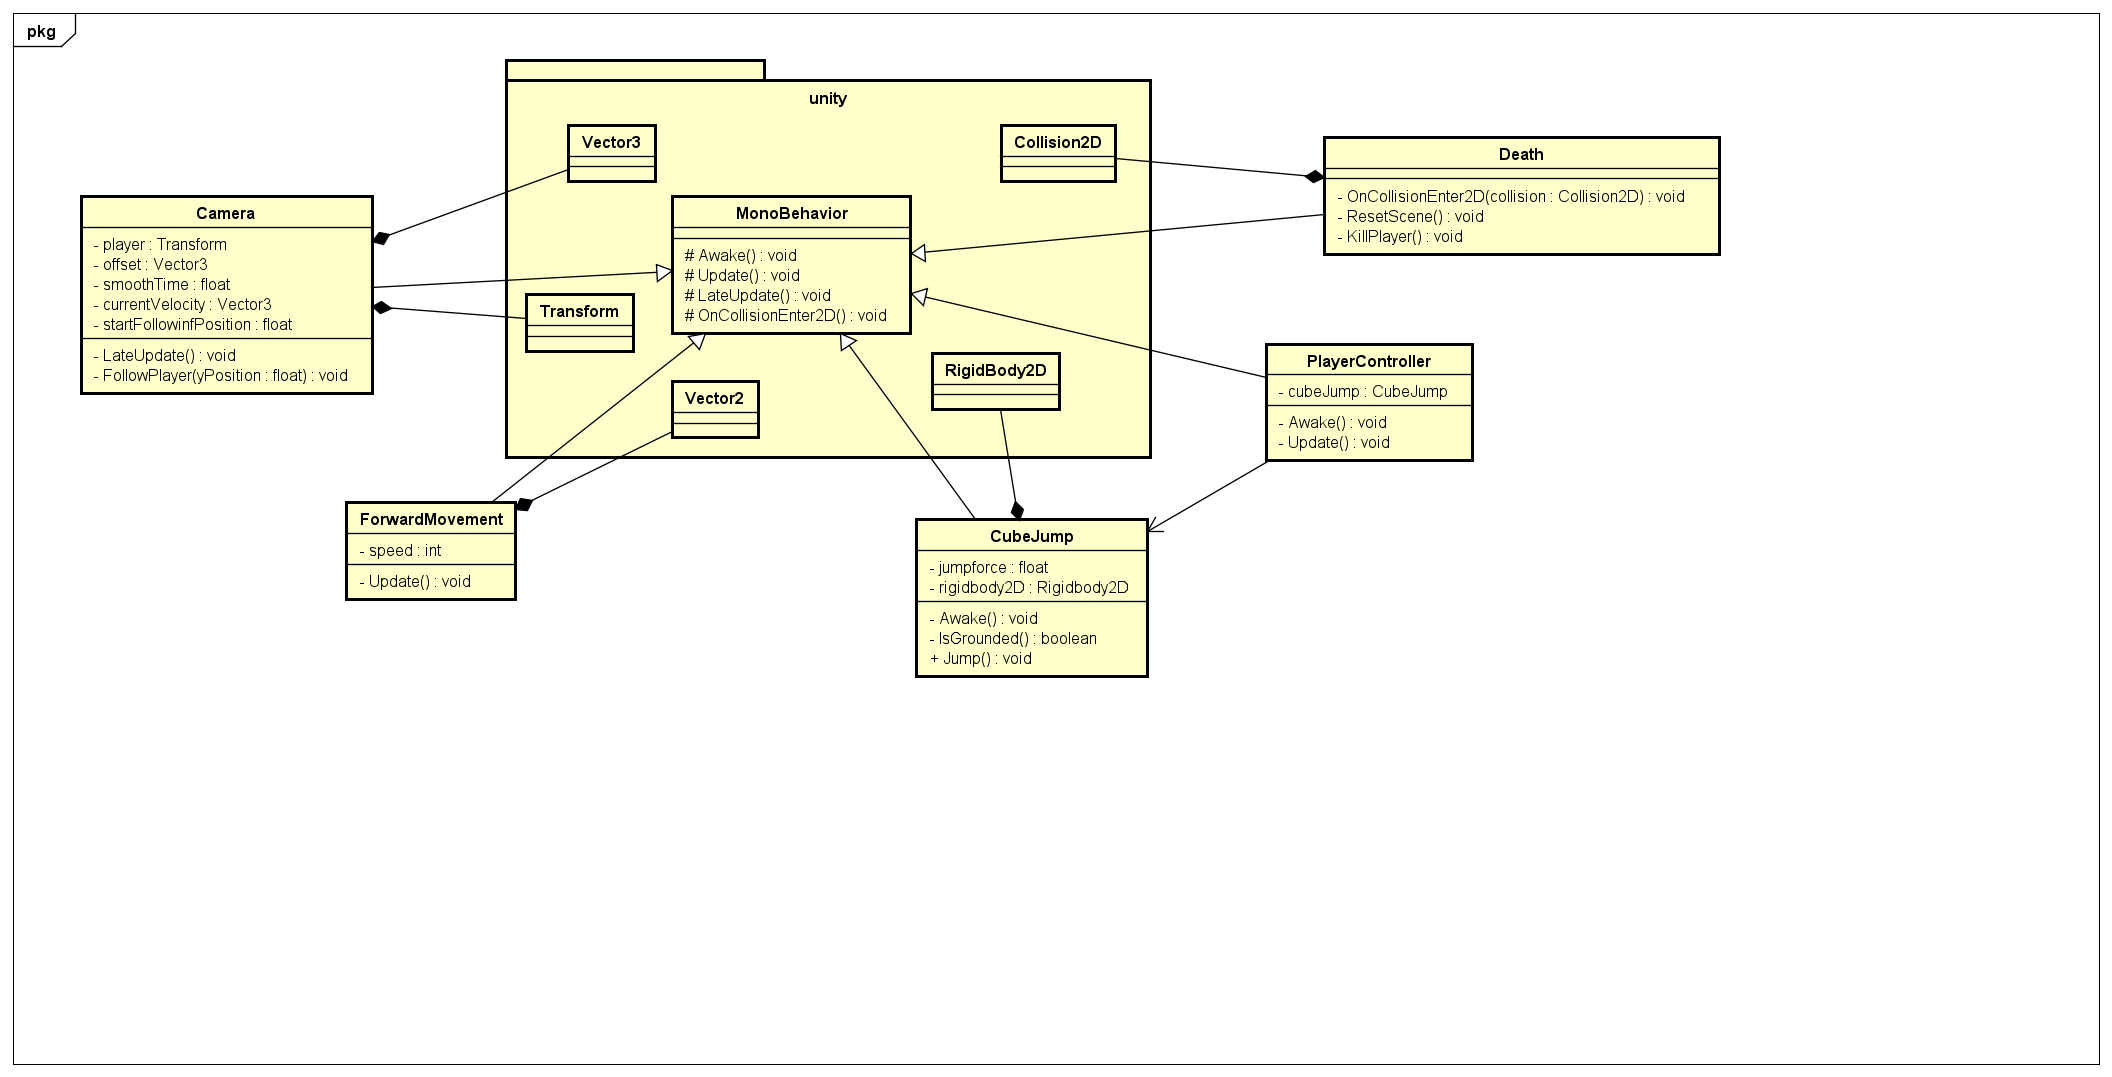 pkg
unity
Vector3
Collision2D
Death
- OnCollisionEnter2D(collision : Collision2D) : void
- ResetScene() : void
- KillPlayer() : void
Camera
- player : Transform
- offset : Vector3
- smoothTime : float
- currentVelocity : Vector3
- startFollowinfPosition : float
- LateUpdate() : void
- FollowPlayer(yPosition : float) : void
MonoBehavior
# Awake() : void
# Update() : void
# LateUpdate() : void
# OnCollisionEnter2D() : void
Transform
RigidBody2D
PlayerController
- cubeJump : CubeJump
- Awake() : void
- Update() : void
Vector2
ForwardMovement
- speed : int
- Update() : void
CubeJump
- jumpforce : float
- rigidbody2D : Rigidbody2D
- Awake() : void
- IsGrounded() : boolean
+ Jump() : void